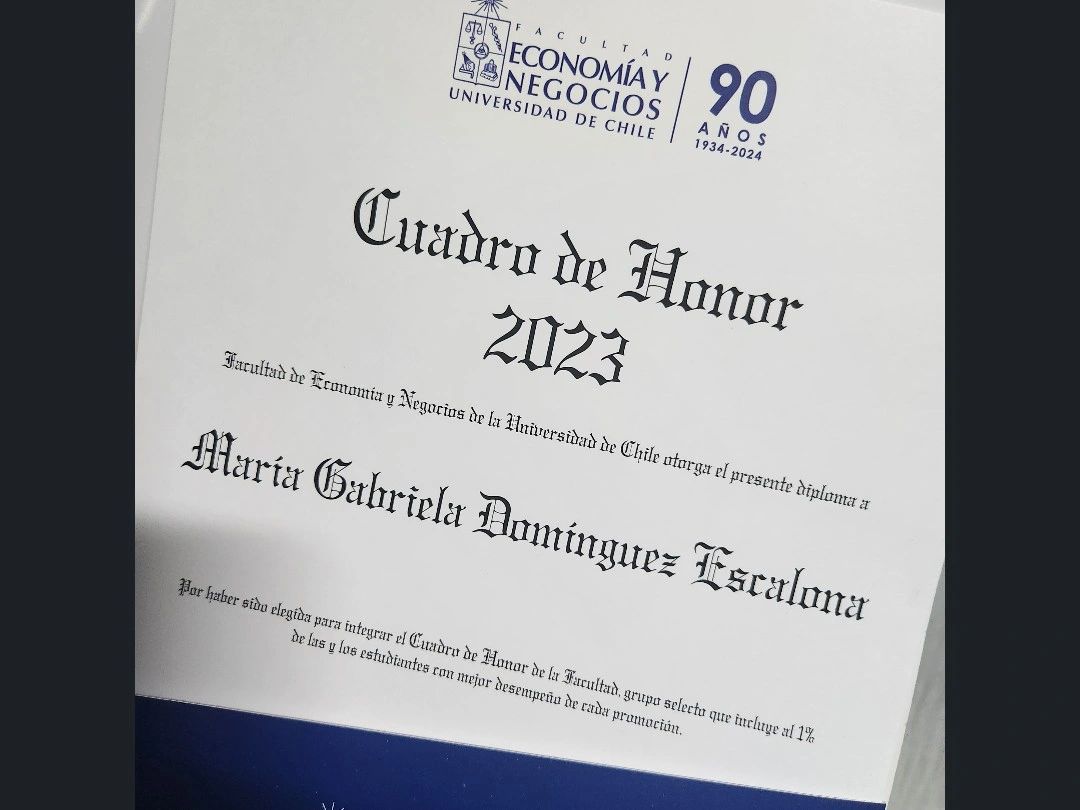 FACULTAD
ECONOMÍA Y
NEGOCIOS
UNIVERSIDAD DE CHILE
90
AÑOS
1934-2024
Cuadro de Honor
2023
Facultad de Economía y Negocios de la Universidad de Chile otorga el presente diploma a
María Gabriela Domínguez Escalona
Por haber sido elegida para integrar el Cuadro de Honor de la Facultad, grupo selecto que incluye al 1%
de las y los estudiantes con mejor desempeño de cada promoción.